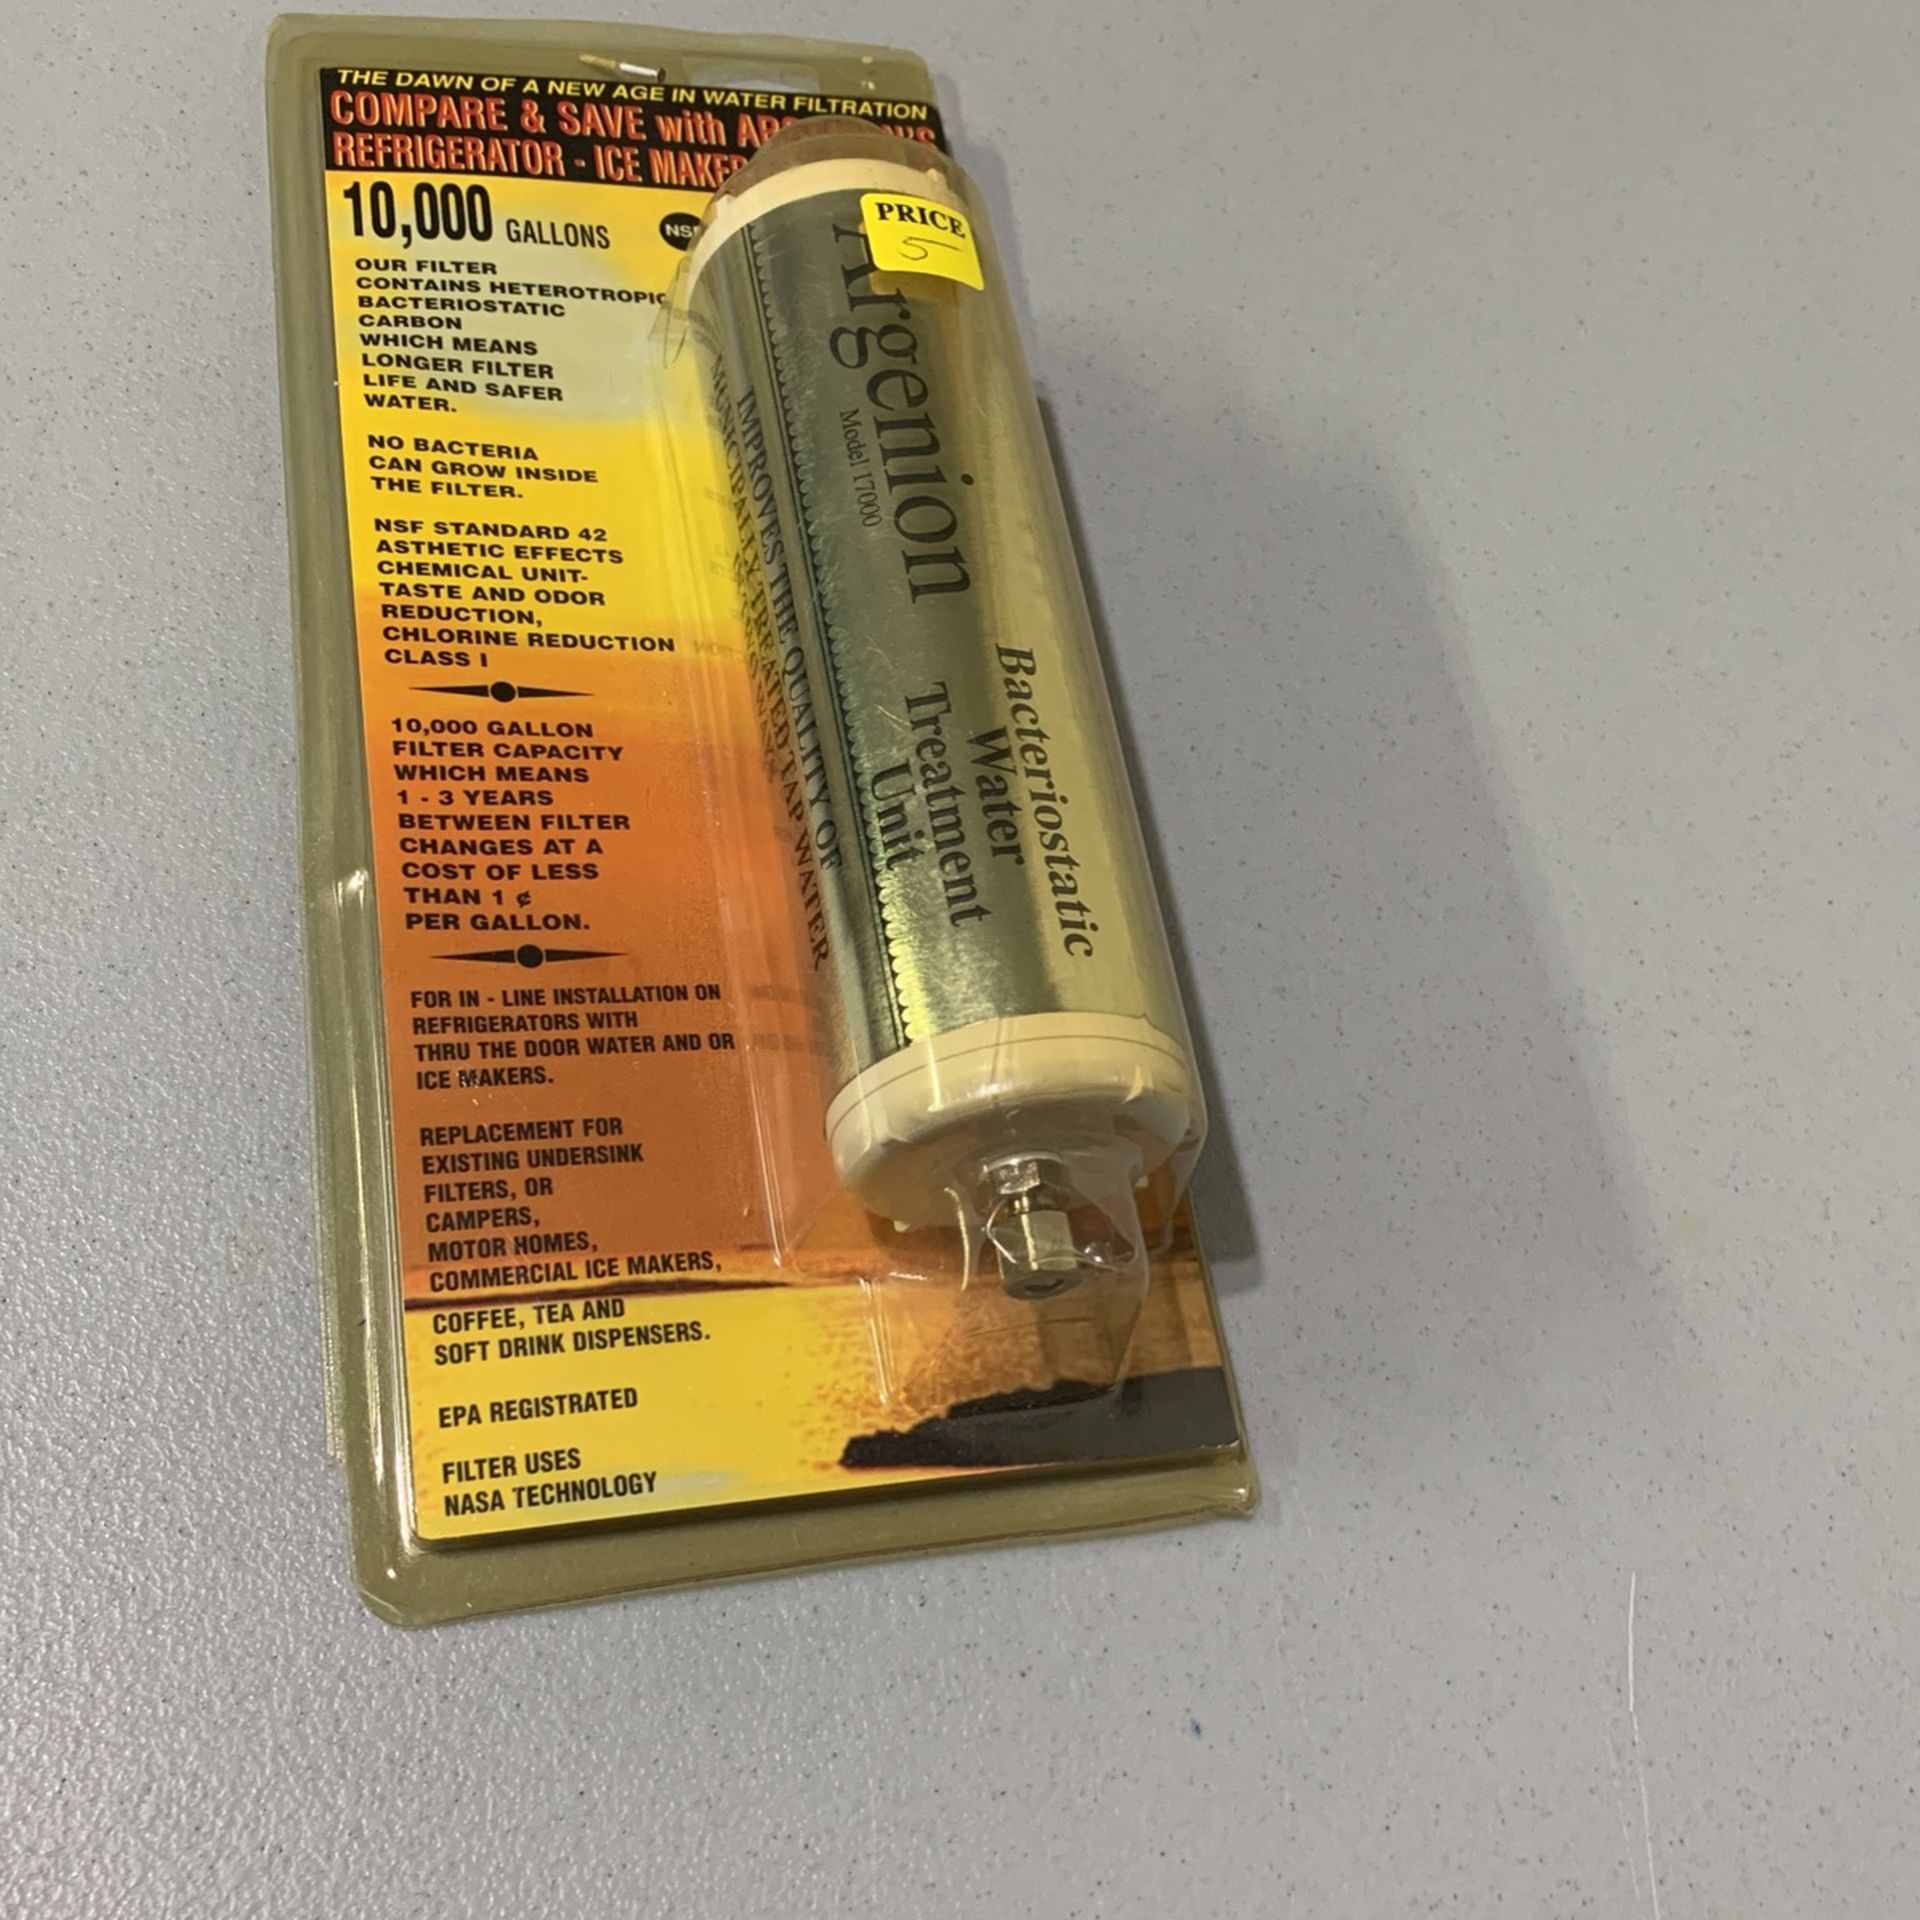 THE DAWN OF A NEW AGE IN WATER FILTRATION
COMPARE & SAVE with
REFRIGERATOR - ICE MAKER
10,000 GALLONS
NSF
OUR FILTER
CONTAINS HETEROTROPIC
BACTERIOSTATIC
CARBON
WHICH MEANS
LONGER FILTER
LIFE AND SAFER
WATER.
NO BACTERIA
CAN GROW INSIDE
THE FILTER.
NSF STANDARD 42
ASTHETIC EFFECTS
CHEMICAL UNIT-
TASTE AND ODOR
REDUCTION,
CHLORINE REDUCTION
CLASS I
10,000 GALLON
FILTER CAPACITY
WHICH MEANS
1 - 3 YEARS
BETWEEN FILTER
CHANGES AT A
COST OF LESS
THAN 1 ¢
PER GALLON.
FOR IN - LINE INSTALLATION ON
REFRIGERATORS WITH
THRU THE DOOR WATER AND OR
ICE MAKERS.
REPLACEMENT FOR
EXISTING UNDERSINK
FILTERS, OR
CAMPERS,
MOTOR HOMES,
COMMERCIAL ICE MAKERS,
COFFEE, TEA AND
SOFT DRINK DISPENSERS.
EPA REGISTRATED
FILTER USES
NASA TECHNOLOGY
PRICE
5
Argenion
Model 17000
Bacteriostatic
Water
Treatment
Unit
IMPROVES THE QUALITY OF
MUNICIPALLY TREATED TAP WATER